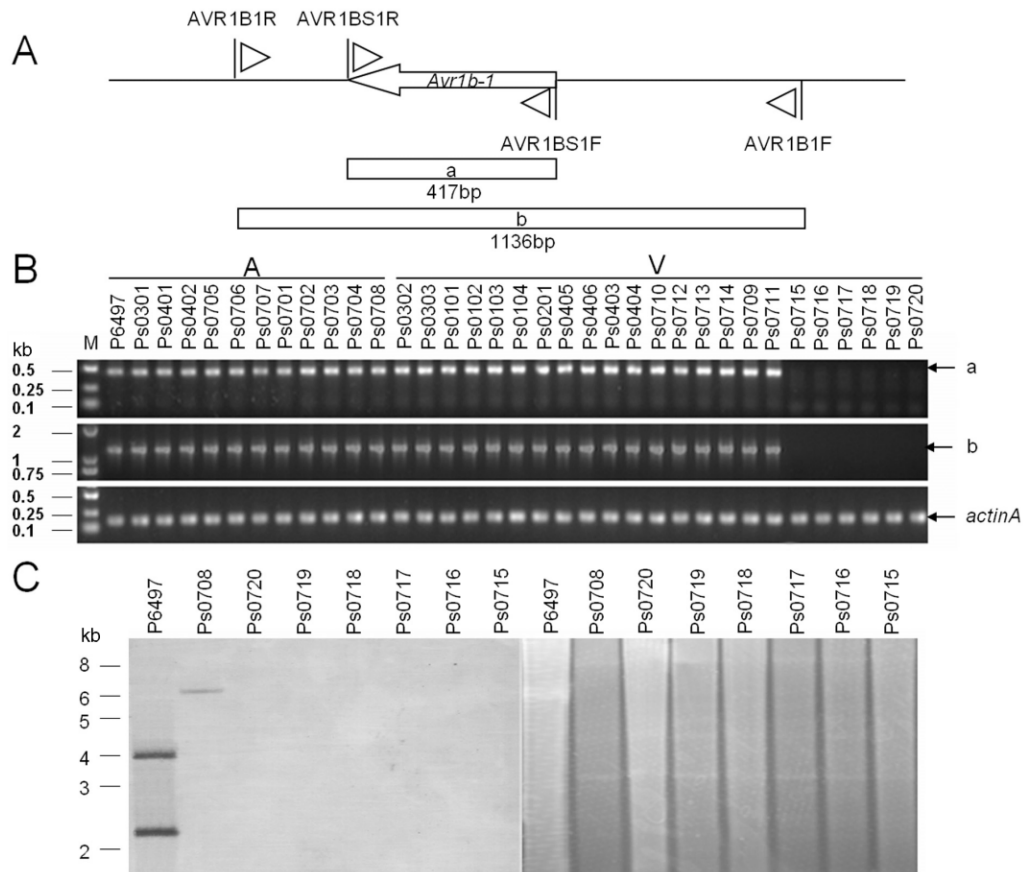 A
AVR1B1R AVR1BS1R
Avr1b-1
AVR1BS1F AVR1B1F
a
417bp
b
1136bp
B
A V
P6497 Ps0301 Ps0401 Ps0402 Ps0705 Ps0706 Ps0707 Ps0701 Ps0702 Ps0703 Ps0704 Ps0708 Ps0302 Ps0303 Ps0101 Ps0102 Ps0103 Ps0104 Ps0201 Ps0405 Ps0406 Ps0403 Ps0404 Ps0710 Ps0712 Ps0713 Ps0714 Ps0709 Ps0711 Ps0715 Ps0716 Ps0717 Ps0718 Ps0719 Ps0720
kb M
0.5 a
0.25
0.1
2
b
1
0.75
0.5
0.25 actinA
0.1
C
P6497 Ps0708 Ps0720 Ps0719 Ps0718 Ps0717 Ps0716 Ps0715 P6497 Ps0708 Ps0720 Ps0719 Ps0718 Ps0717 Ps0716 Ps0715
kb
8
6
5
4
3
2